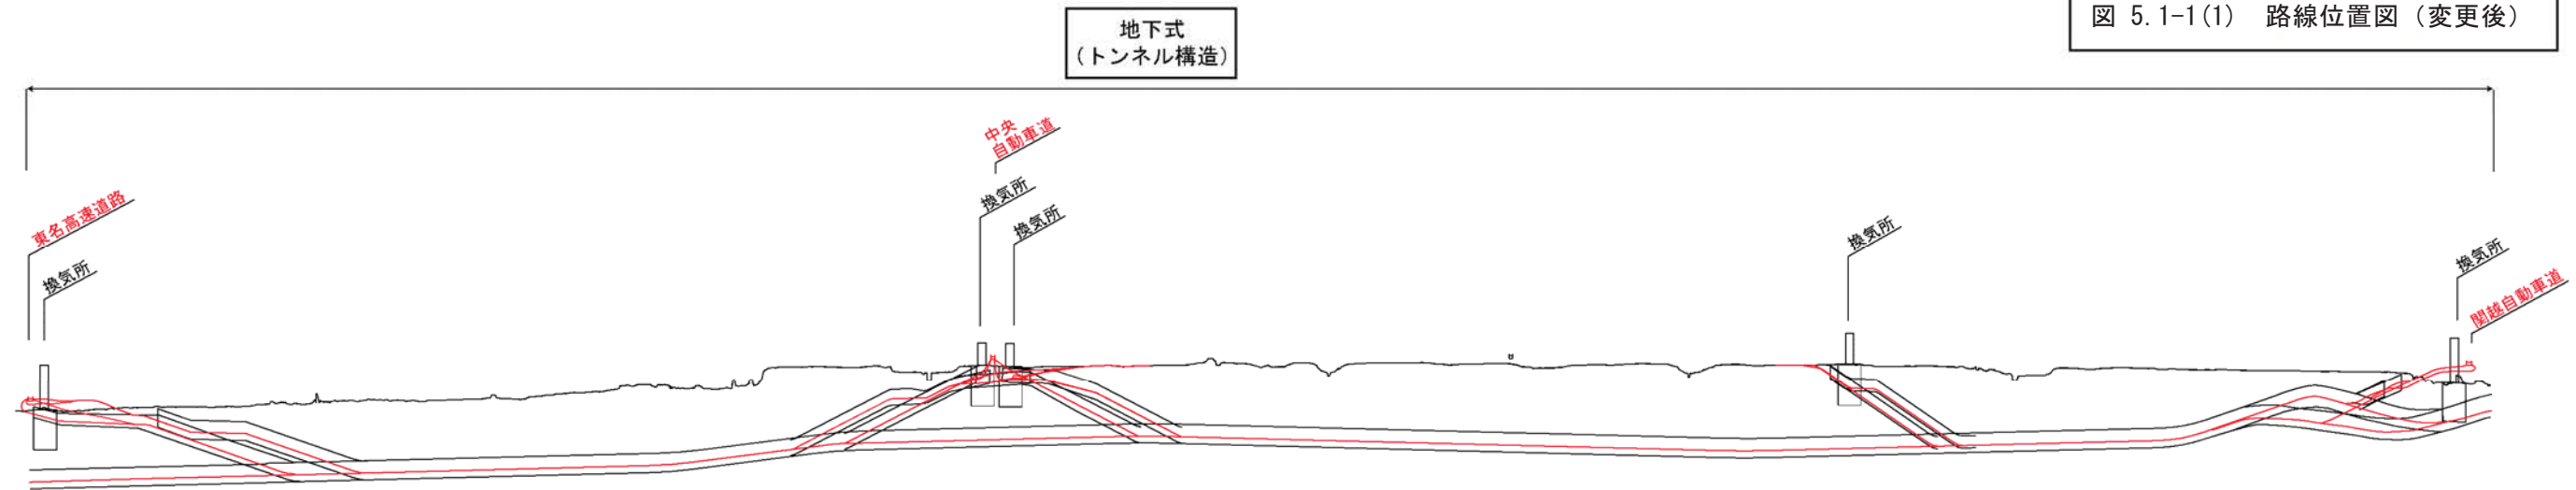 図 5.1-1(1) 路線位置図（変更後）
地下式
（トンネル構造）
東名高速道路
換気所
中央
自動車道
換気所
換気所
換気所
換気所
関越自動車道